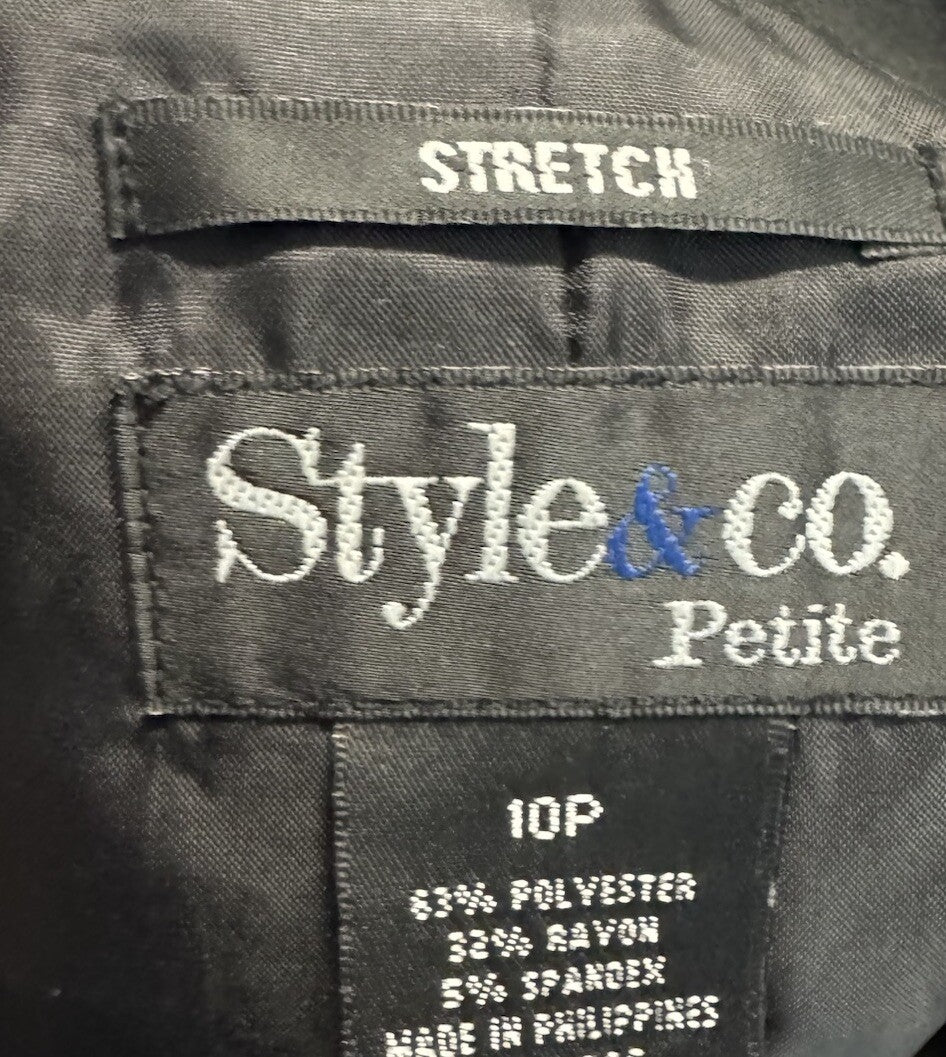 STRETCH
Style&co.
Petite
10P
63% POLYESTER
32% RAYON
5% SPANDEX
MADE IN PHILIPPINES